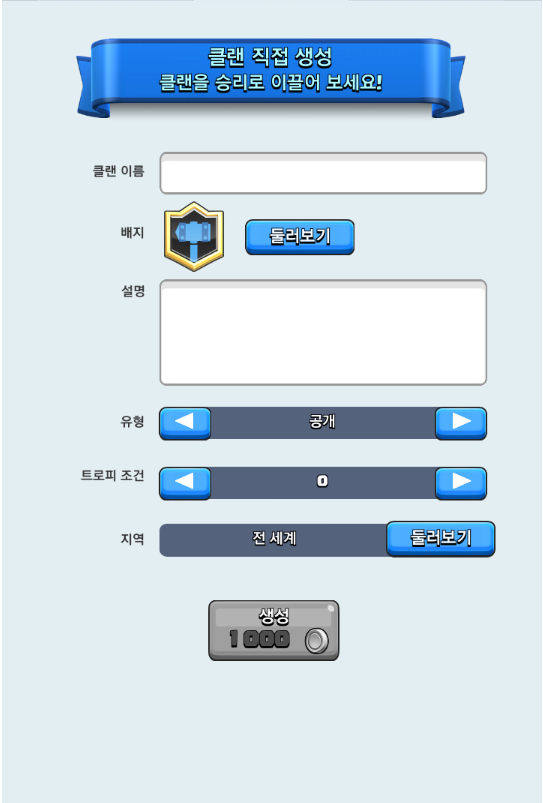 클랜 직접 생성
클랜을 승리로 이끌어 보세요!
클랜 이름
배지
둘러보기
설명
유형
공개
트로피 조건
0
지역
전 세계
둘러보기
생성
1000